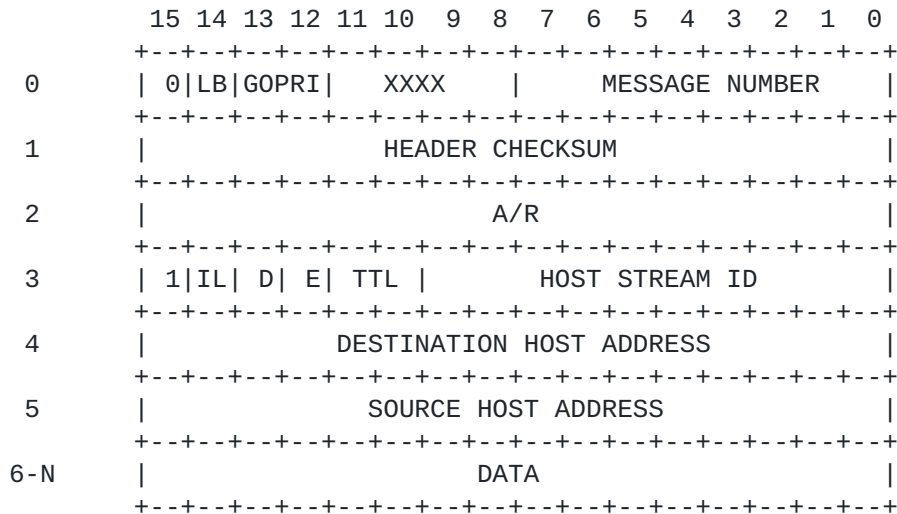 15 14 13 12 11 10  9  8  7  6  5  4  3  2  1  0
              +--+--+--+--+--+--+--+--+--+--+--+--+--+--+--+--+
  0           | 0|LB|GOPRI|   XXXX    |     MESSAGE NUMBER    |
              +--+--+--+--+--+--+--+--+--+--+--+--+--+--+--+--+
  1           |               HEADER CHECKSUM                 |
              +--+--+--+--+--+--+--+--+--+--+--+--+--+--+--+--+
  2           |                      A/R                      |
              +--+--+--+--+--+--+--+--+--+--+--+--+--+--+--+--+
  3           | 1|IL| D| E| TTL |       HOST STREAM ID        |
              +--+--+--+--+--+--+--+--+--+--+--+--+--+--+--+--+
  4           |            DESTINATION HOST ADDRESS           |
              +--+--+--+--+--+--+--+--+--+--+--+--+--+--+--+--+
  5           |              SOURCE HOST ADDRESS              |
              +--+--+--+--+--+--+--+--+--+--+--+--+--+--+--+--+
 6-N          |                     DATA                      |
              +--+--+--+--+--+--+--+--+--+--+--+--+--+--+--+--+